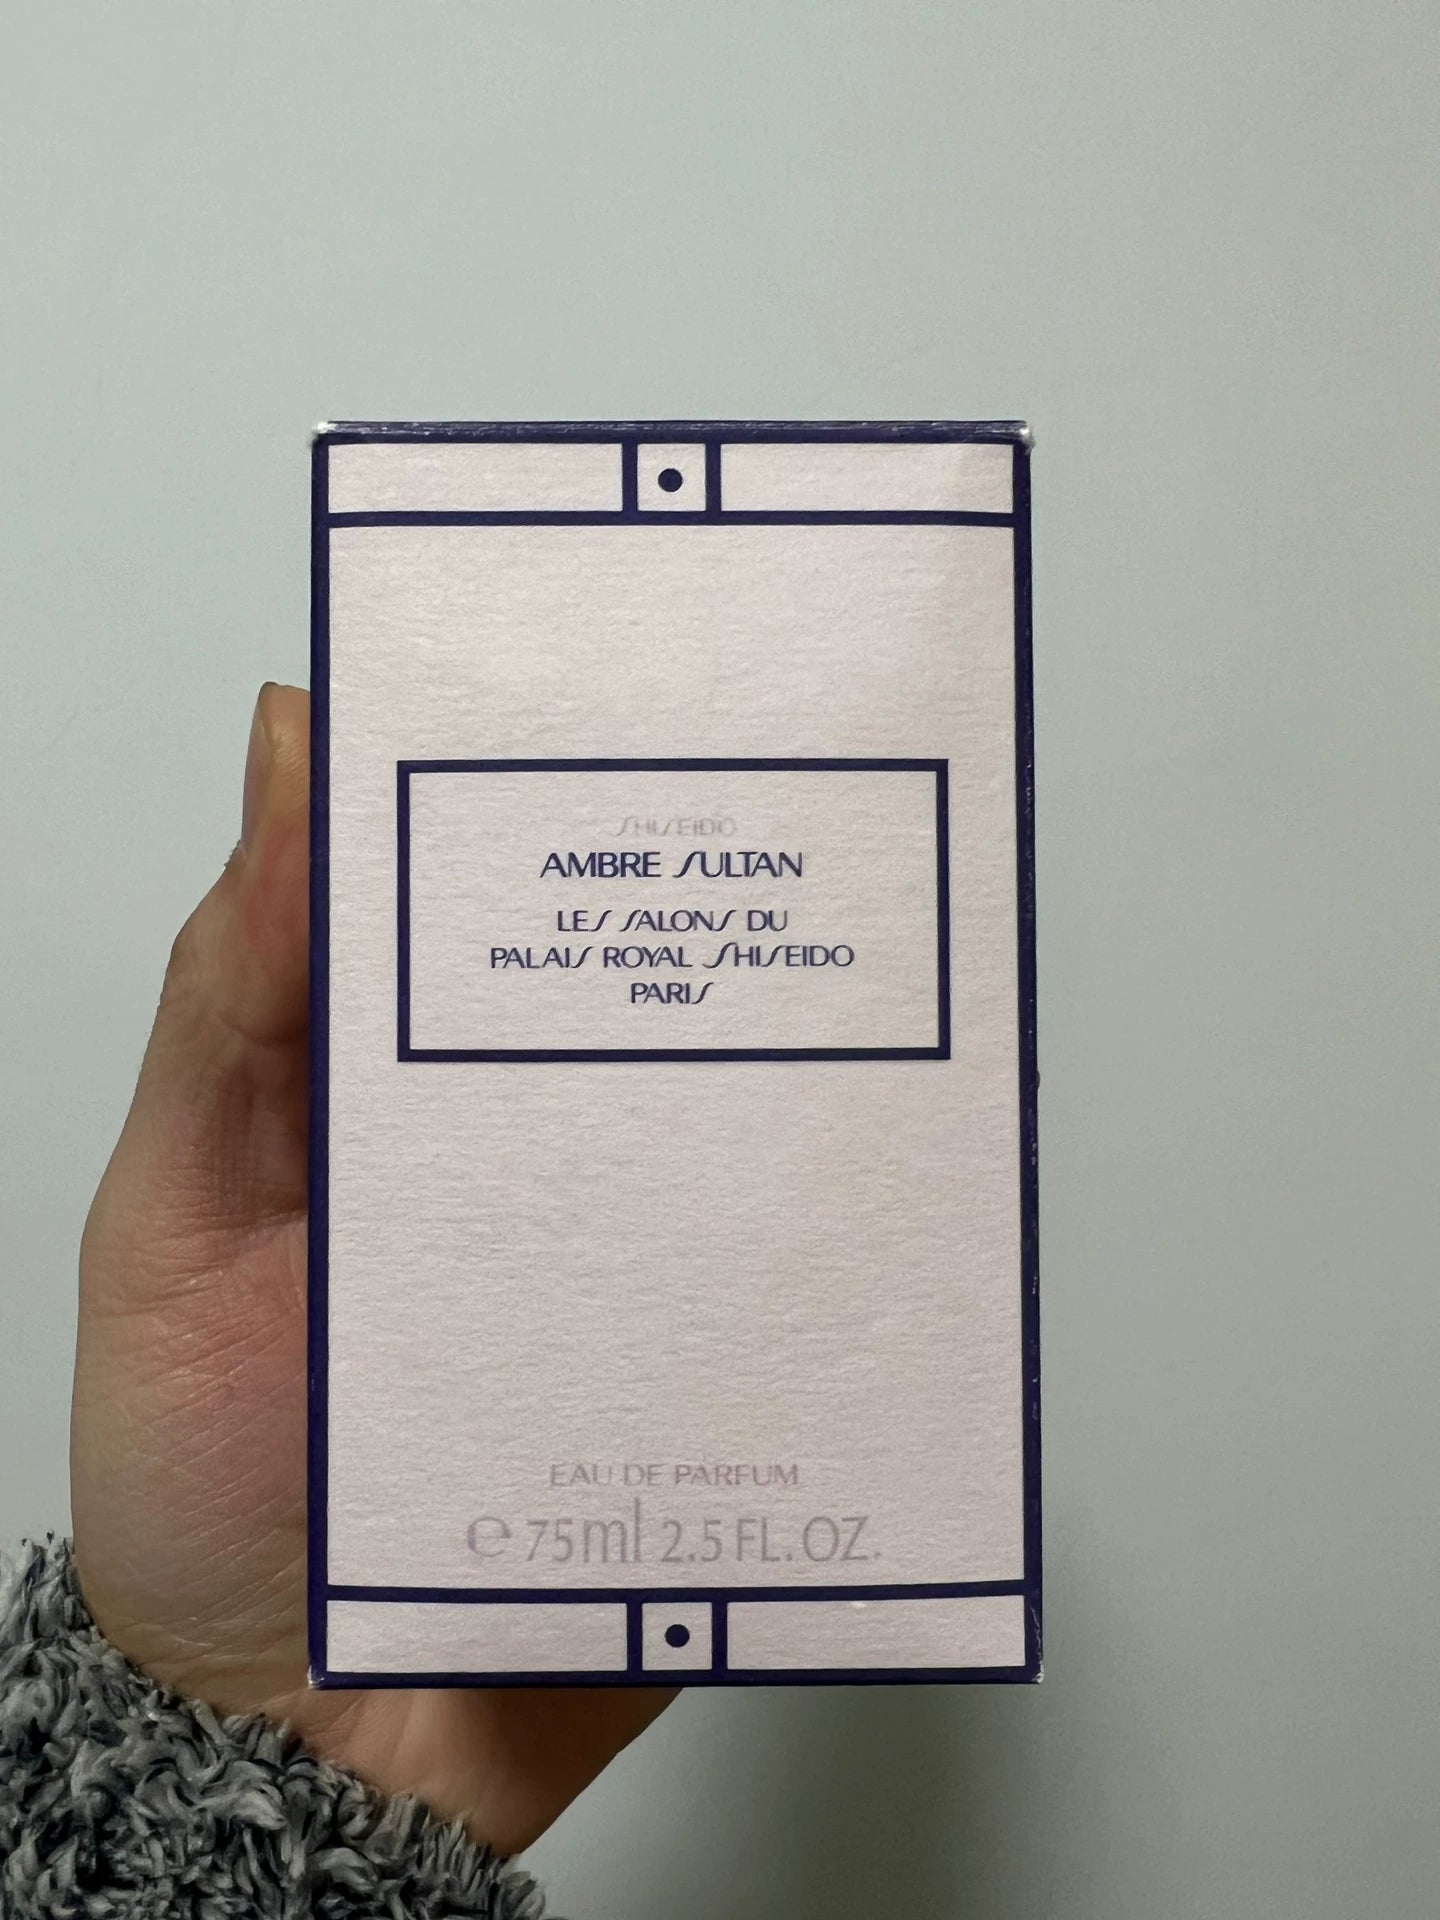 SHISEIDO
AMBRE SULTAN
LES SALONS DU
PALAIS ROYAL SHISEIDO
PARIS
EAU DE PARFUM
℮ 75ml 2.5 FL. OZ.